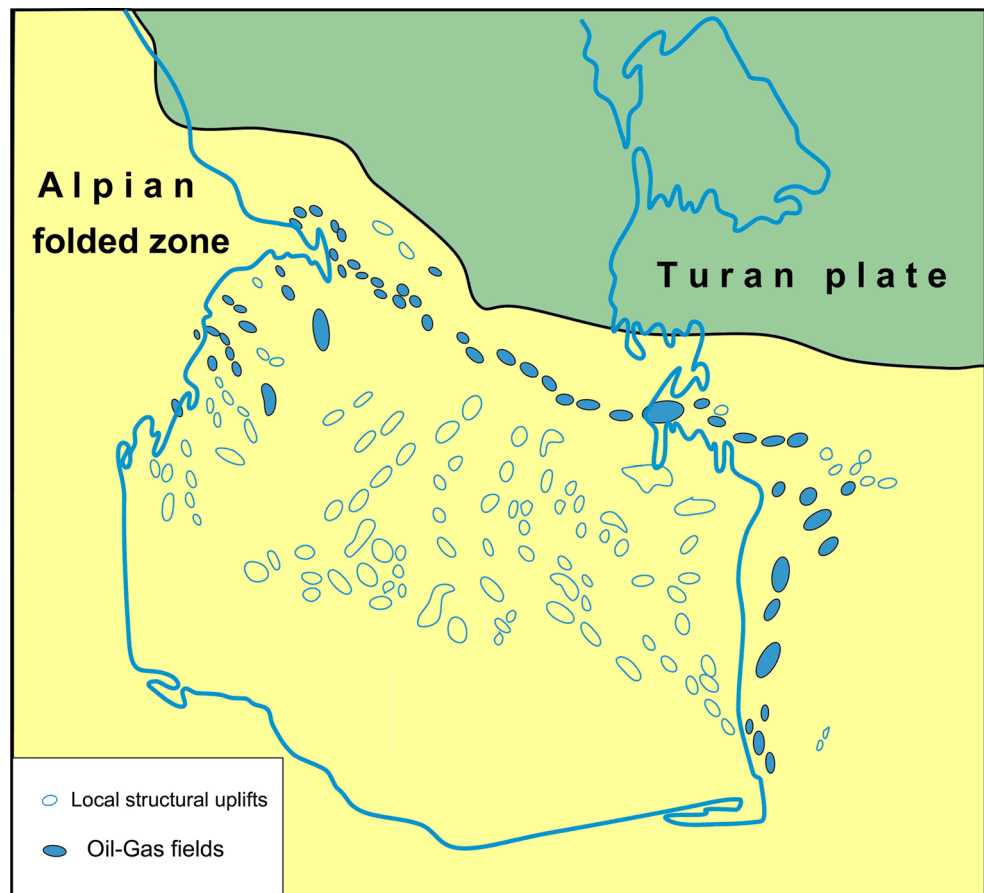 Alpian
folded zone
Turan plate
Local structural uplifts
Oil-Gas fields